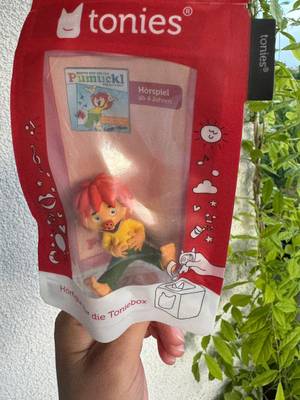 tonies®
tonies®
Pumuckl
Hörspiel
ab 4 Jahren
die Toniebox